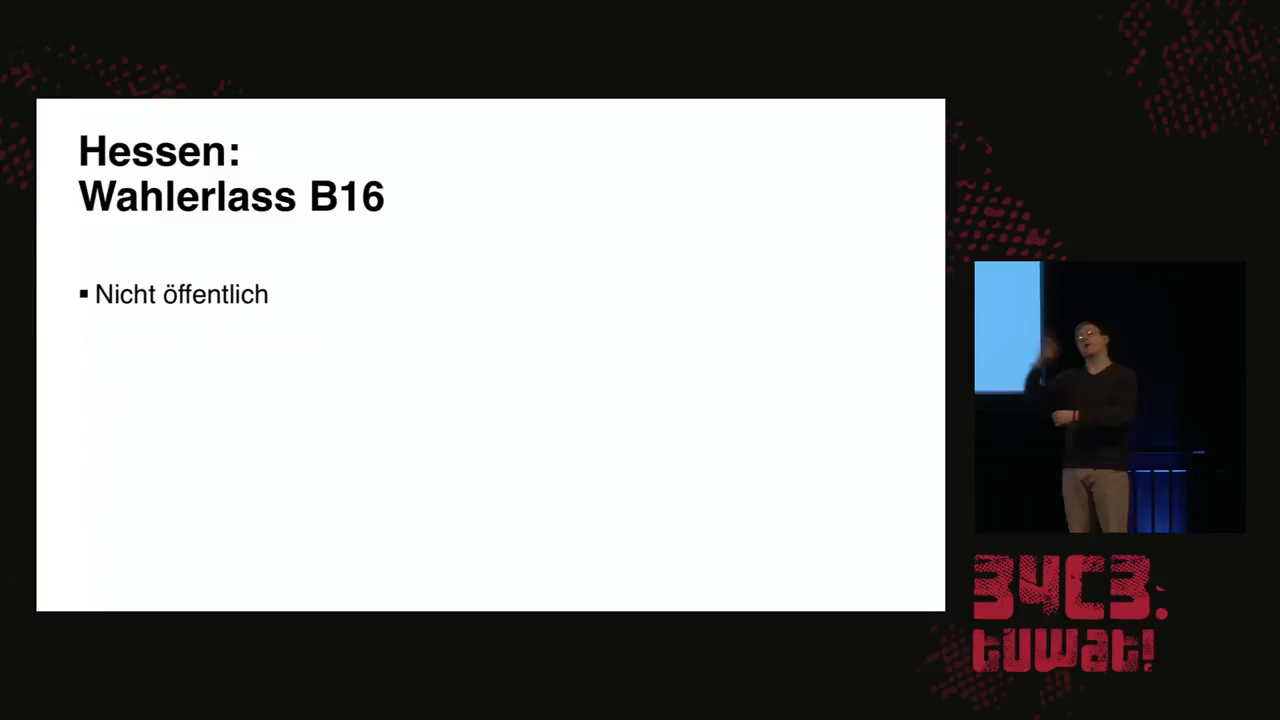 Hessen:
Wahlerlass B16
▪ Nicht öffentlich
34C3.
tuwat!